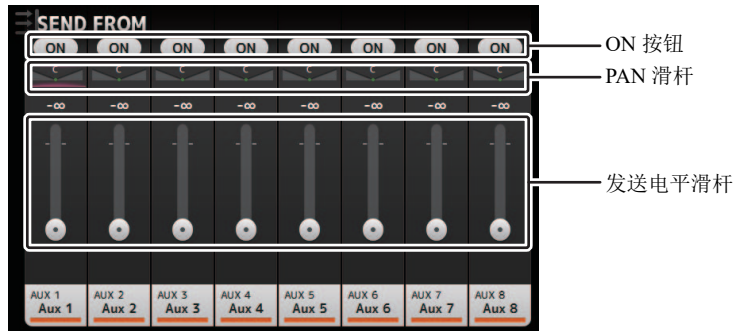 SEND FROM
ON ON ON ON ON ON ON ON
ON 按钮
C C C C C C C C
PAN 滑杆
-∞ -∞ -∞ -∞ -∞ -∞ -∞ -∞
发送电平滑杆
AUX 1 AUX 2 AUX 3 AUX 4 AUX 5 AUX 6 AUX 7 AUX 8
Aux 1 Aux 2 Aux 3 Aux 4 Aux 5 Aux 6 Aux 7 Aux 8